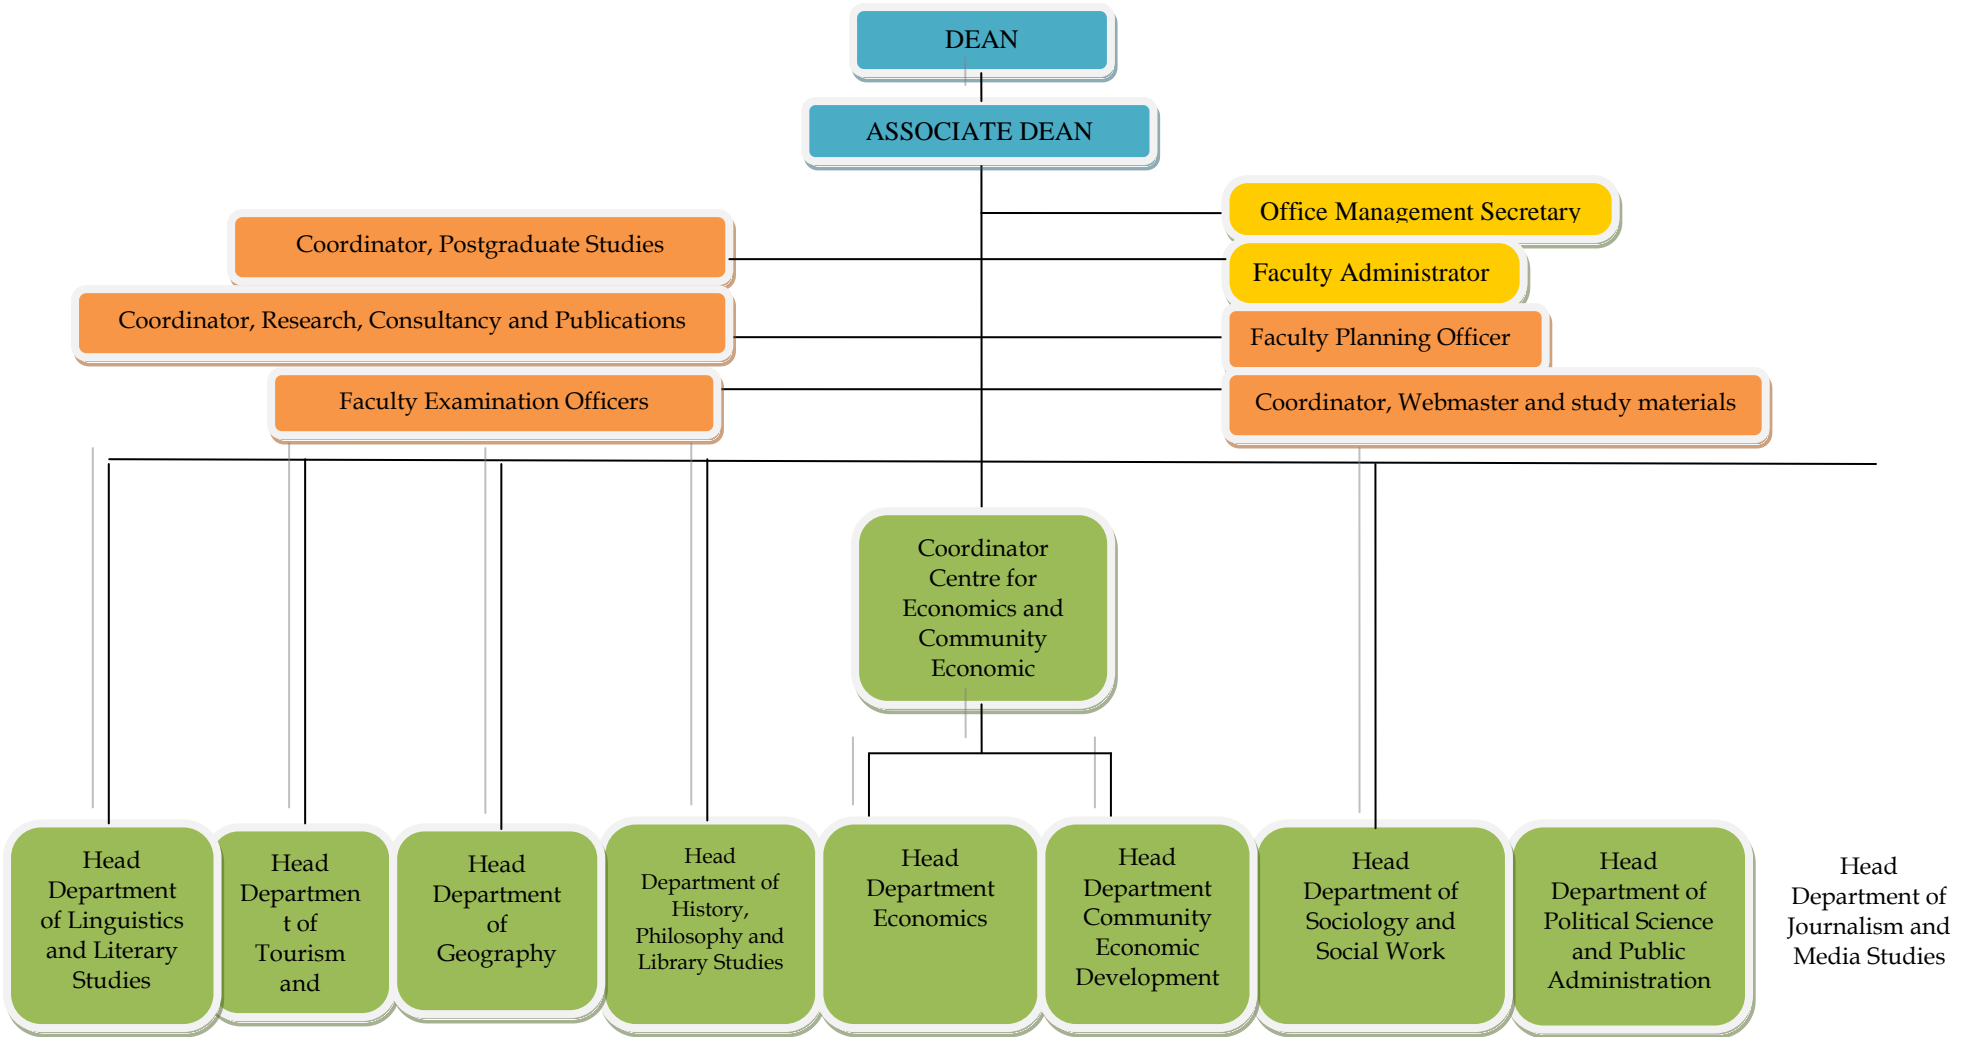 DEAN
ASSOCIATE DEAN
Office Management Secretary
Coordinator, Postgraduate Studies
Faculty Administrator
Coordinator, Research, Consultancy and Publications
Faculty Planning Officer
Faculty Examination Officers
Coordinator, Webmaster and study materials
Coordinator
Centre for
Economics and
Community
Economic
Head
Department
of Linguistics
and Literary
Studies
Head
Departmen
t of
Tourism
and
Head
Department
of
Geography
Head
Department of
History,
Philosophy and
Library Studies
Head
Department
Economics
Head
Department
Community
Economic
Development
Head
Department of
Sociology and
Social Work
Head
Department of
Political Science
and Public
Administration
Head
Department of
Journalism and
Media Studies